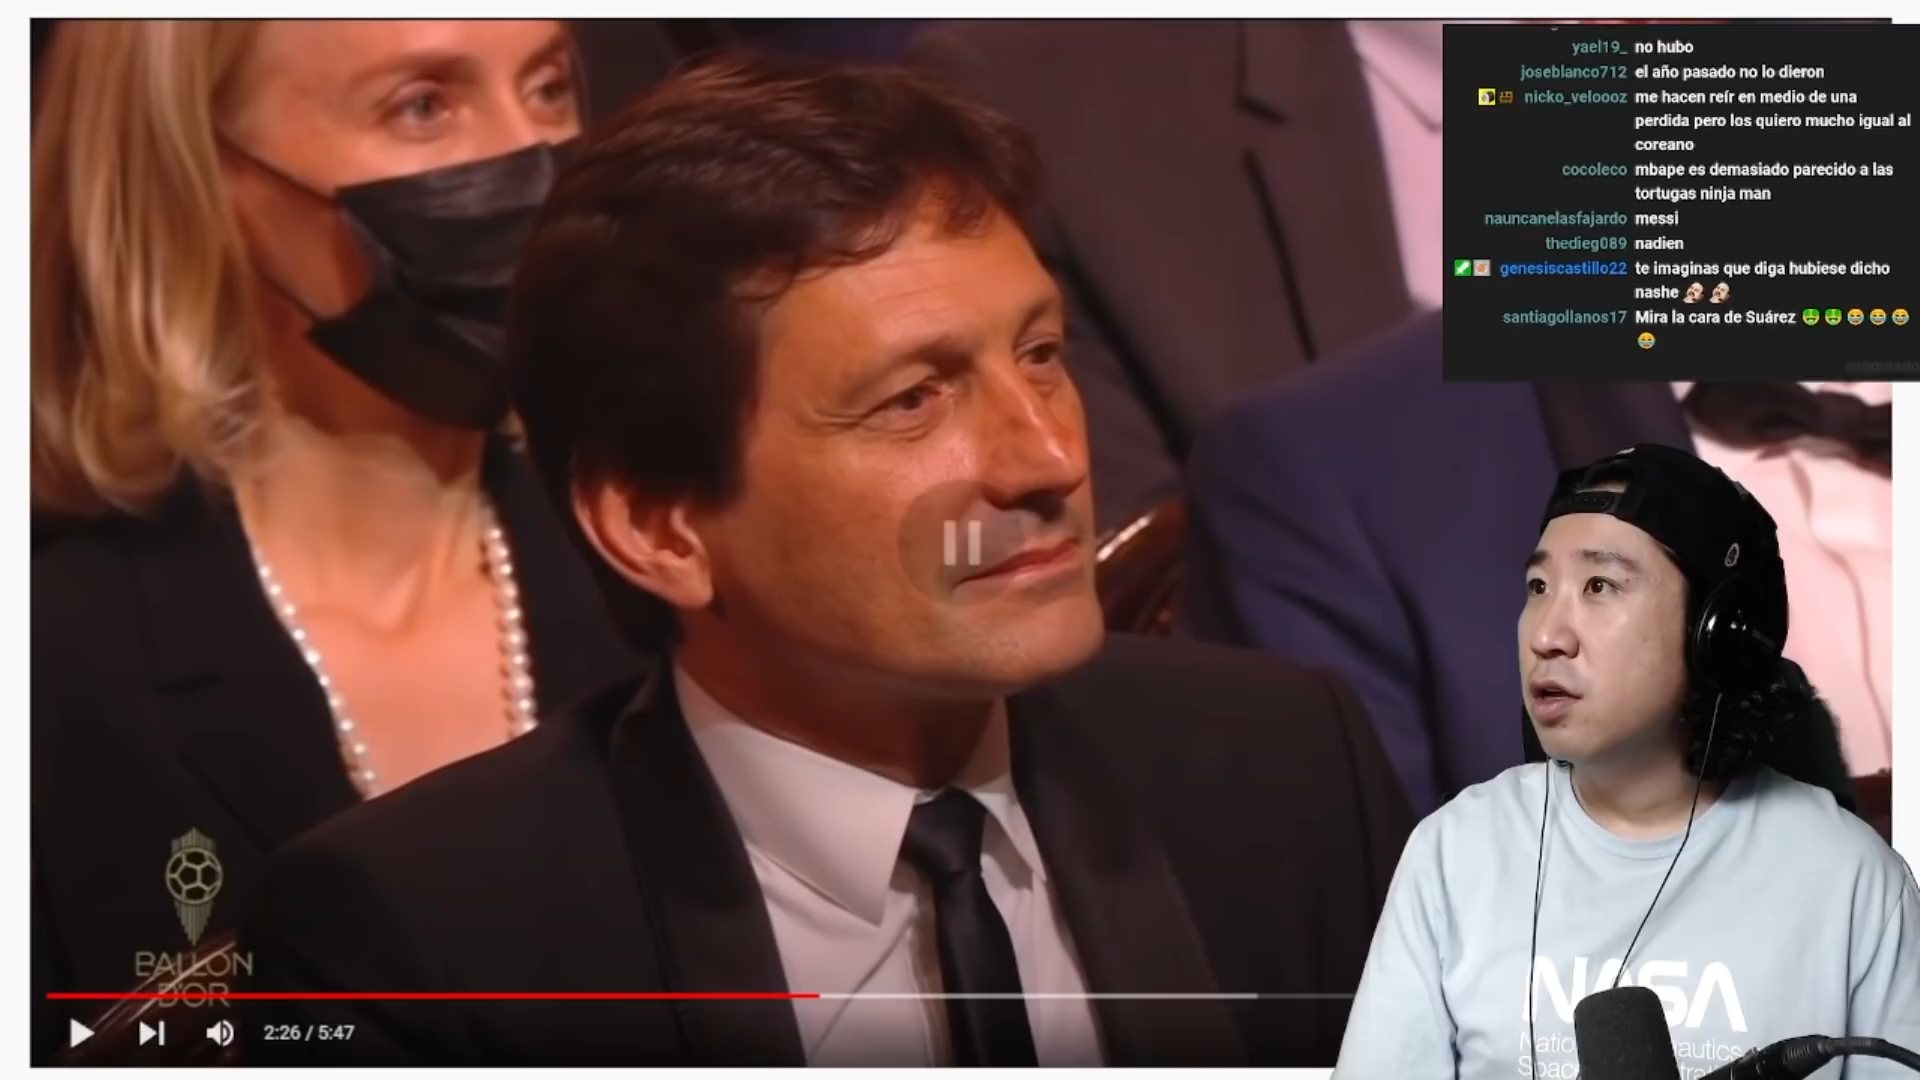 yael19_ no hubo
joseblanco712 el año pasado no lo dieron
nicko_veloooz me hacen reír en medio de una
perdida pero los quiero mucho igual al
coreano
cocoleco mbape es demasiado parecido a las
tortugas ninja man
nauncanelasfajardo messi
thedieg089 nadien
genesiscastillo22 te imaginas que diga hubiese dicho
nashe
santiagollanos17 Mira la cara de Suárez
BALLON
D'OR
2:26 / 5:47
NASA